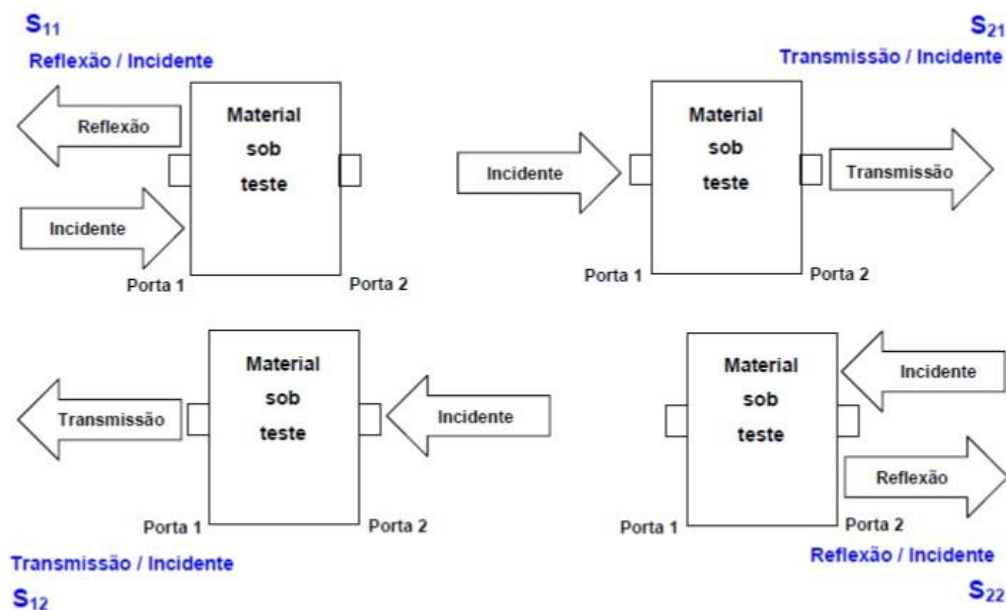 S11
Reflexão / Incidente
Reflexão
Incidente
Material
sob
teste
Porta 1
Porta 2
S21
Transmissão / Incidente
Incidente
Material
sob
teste
Transmissão
Porta 1
Porta 2
Transmissão
Material
sob
teste
Incidente
Porta 1
Porta 2
Transmissão / Incidente
S12
Material
sob
teste
Incidente
Reflexão
Porta 1
Porta 2
Reflexão / Incidente
S22